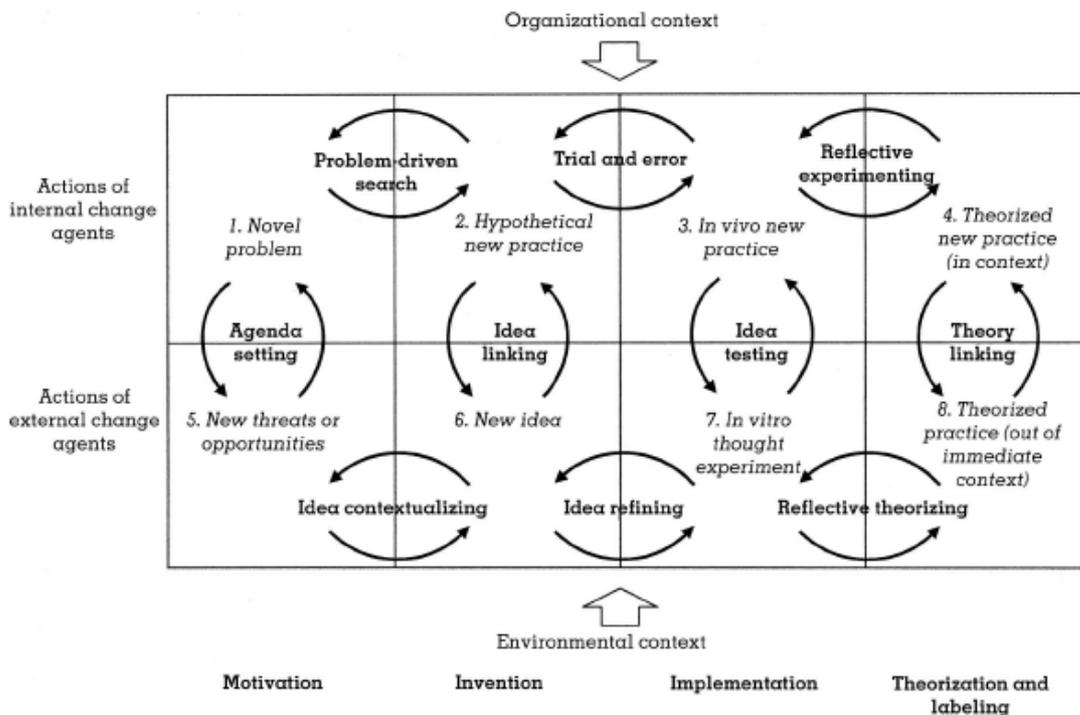 Organizational context
Problem-driven
search
Trial and error
Reflective
experimenting
Actions of
internal change
agents
1. Novel
problem
2. Hypothetical
new practice
3. In vivo new
practice
4. Theorized
new practice
(in context)
Agenda
setting
Idea
linking
Idea
testing
Theory
linking
Actions of
external change
agents
5. New threats or
opportunities
6. New idea
7. In vitro
thought
experiment
8. Theorized
practice (out of
immediate
context)
Idea contextualizing
Idea refining
Reflective theorizing
Environmental context
Motivation
Invention
Implementation
Theorization and
labeling